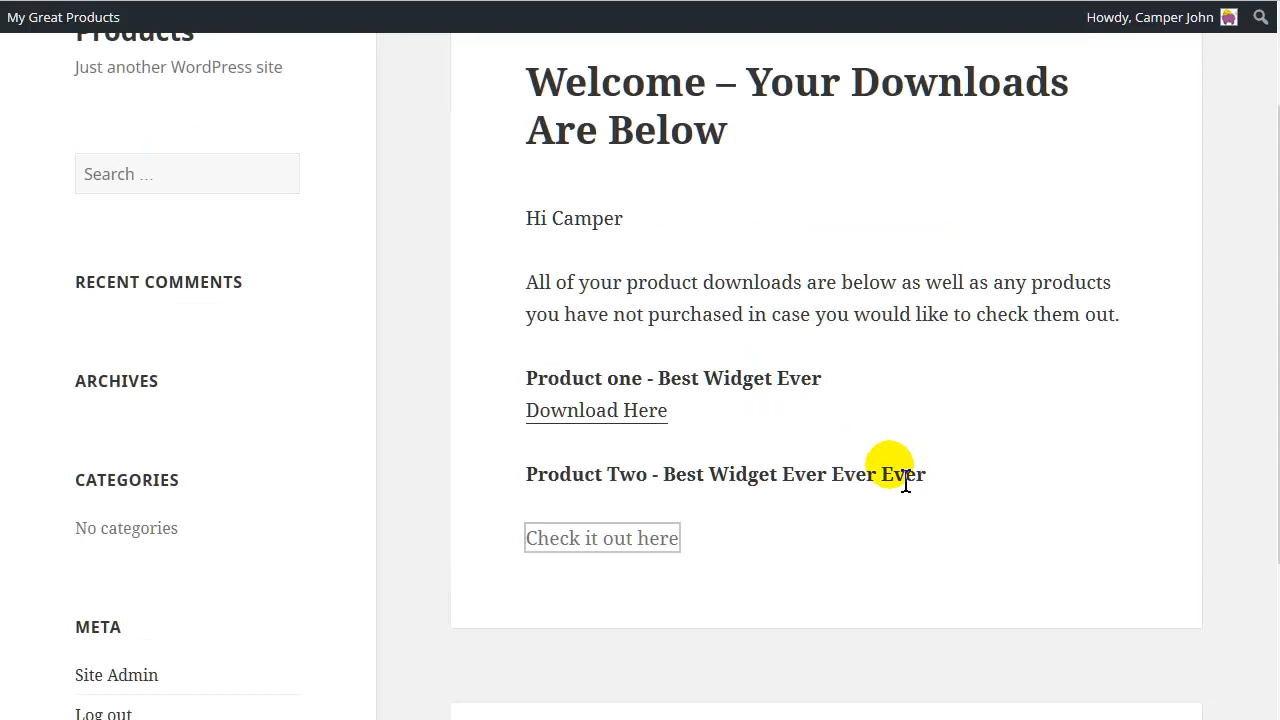 My Great Products
Howdy, Camper John
Products
Just another WordPress site
Search …
RECENT COMMENTS
ARCHIVES
CATEGORIES
No categories
META
Site Admin
Log out
Welcome – Your Downloads
Are Below
Hi Camper
All of your product downloads are below as well as any products
you have not purchased in case you would like to check them out.
Product one - Best Widget Ever
Download Here
Product Two - Best Widget Ever Ever Ever
Check it out here